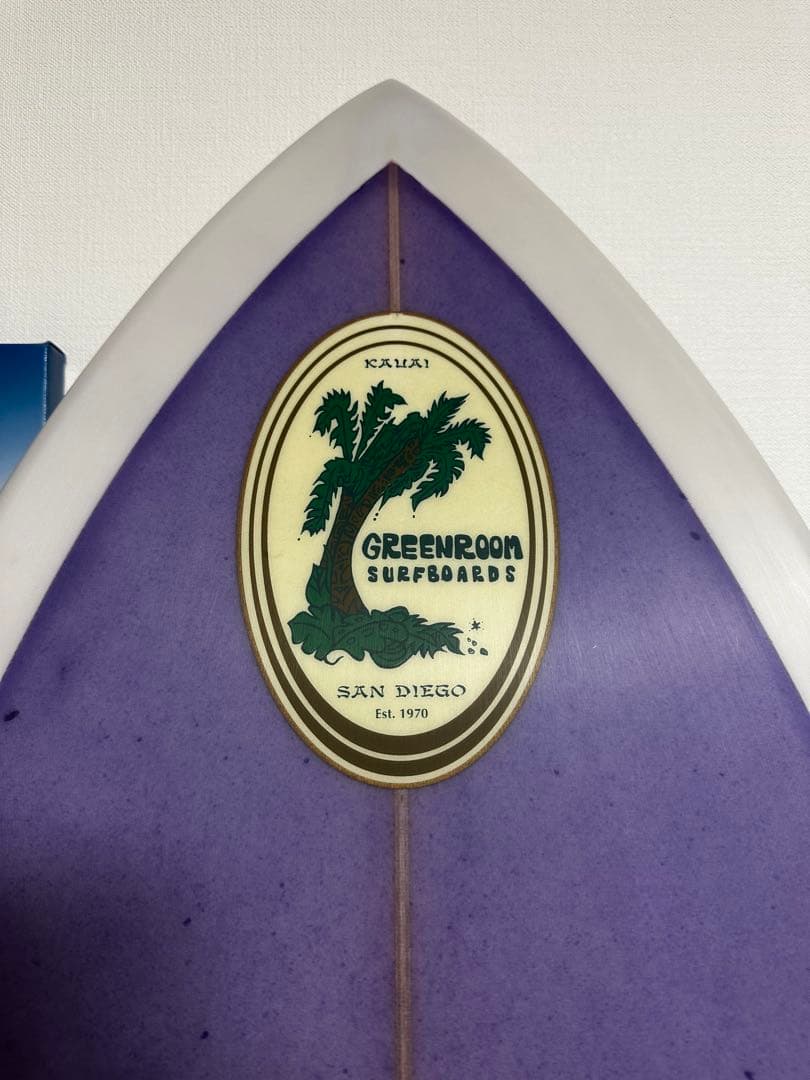 KAUAI
GREENROOM
SURFBOARDS
SAN DIEGO
Est. 1970